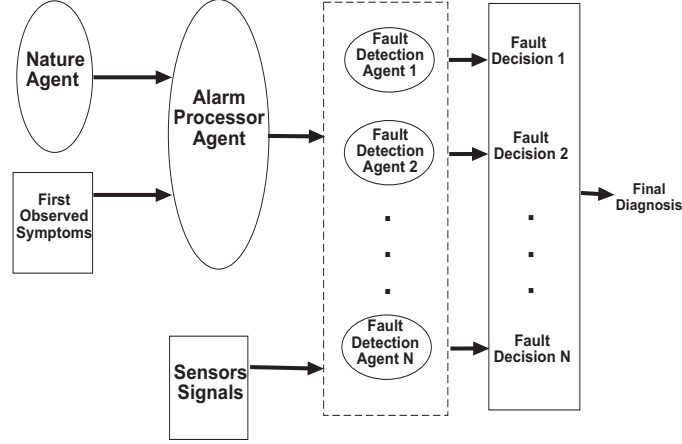 Nature
Agent
First
Observed
Symptoms
Alarm
Processor
Agent
Sensors
Signals
Fault
Detection
Agent 1
Fault
Detection
Agent 2
Fault
Detection
Agent N
Fault
Decision 1
Fault
Decision 2
Fault
Decision N
Final
Diagnosis